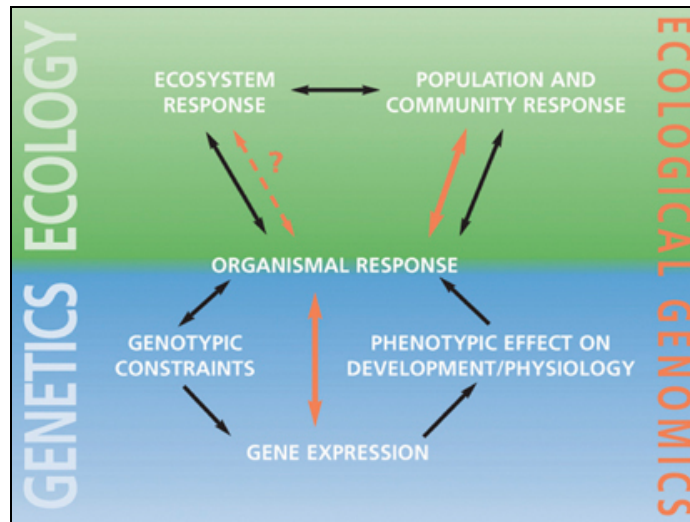 ECOLOGY
GENETICS
ECOLOGICAL GENOMICS
ECOSYSTEM
RESPONSE
POPULATION AND
COMMUNITY RESPONSE
?
ORGANISMAL RESPONSE
GENOTYPIC
CONSTRAINTS
PHENOTYPIC EFFECT ON
DEVELOPMENT/PHYSIOLOGY
GENE EXPRESSION